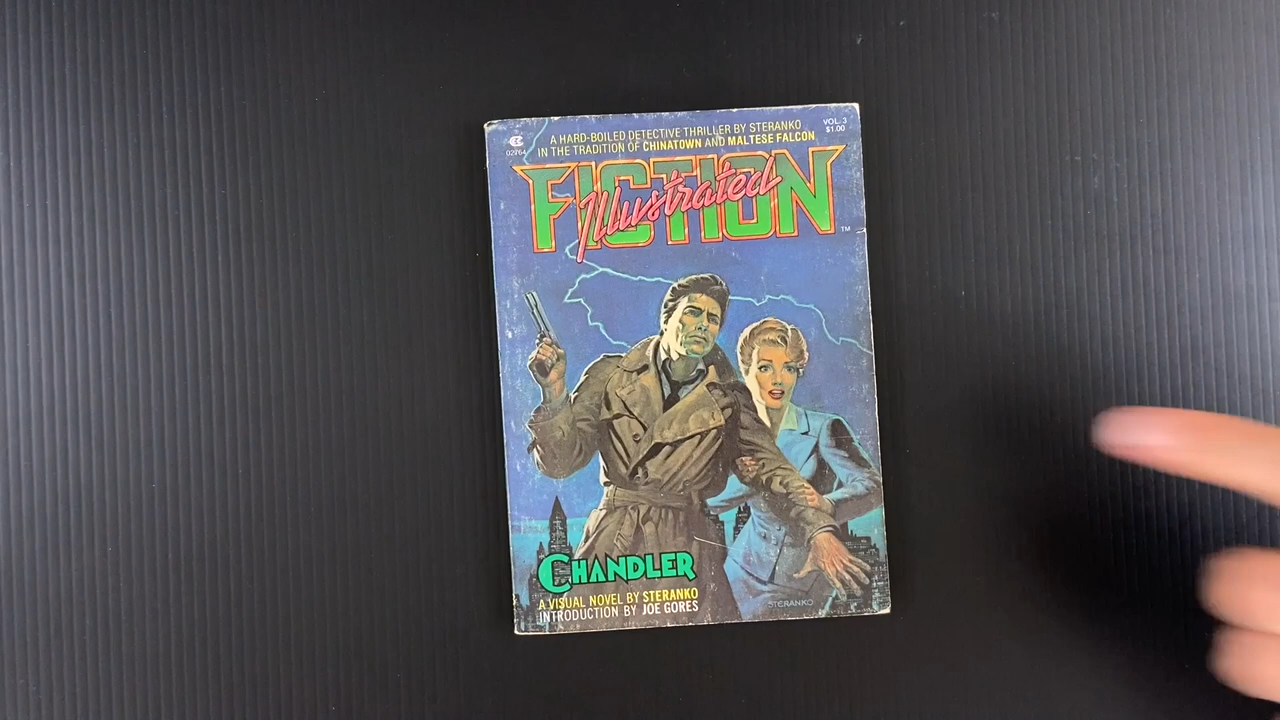 A HARD-BOILED DETECTIVE THRILLER BY STERANKO
IN THE TRADITION OF CHINATOWN AND MALTESE FALCON
VOL. 3
$1.00
02764
FICTION
Illustrated
TM
CHANDLER
A VISUAL NOVEL BY STERANKO
INTRODUCTION BY JOE GORES
STERANKO